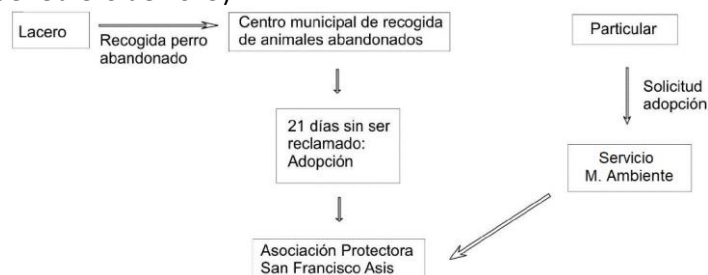 Lacero
Recogida perro
abandonado
Centro municipal de recogida
de animales abandonados
Particular
Solicitud
adopción
21 días sin ser
reclamado:
Adopción
Servicio
M. Ambiente
Asociación Protectora
San Francisco Asis